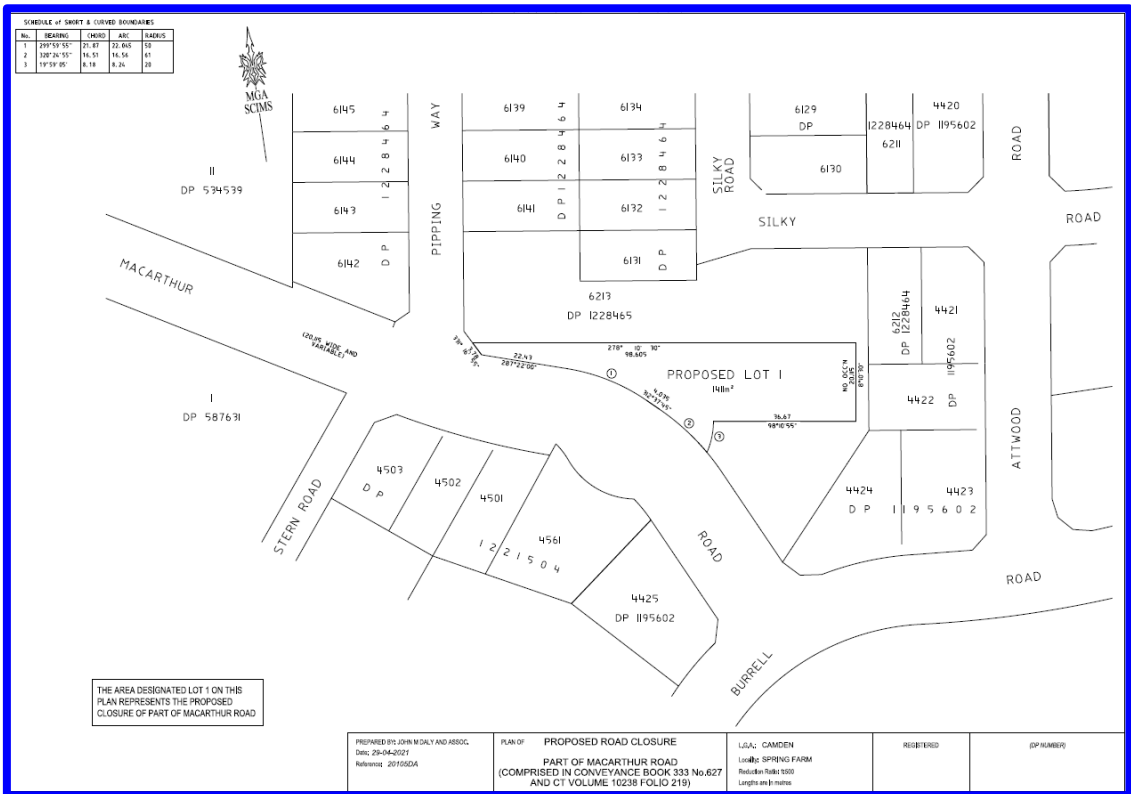 SCHEDULE of SHORT & CURVED BOUNDARIES
No. BEARING CHORD ARC RADIUS
1 299°59'55" 21.87 22.045 50
2 320°24'55" 16.51 16.56 61
3 19°59'05' 8.18 8.24 20
MGA
SCIMS
11
DP 534539
6145
6144
6143
6142
DP 1228464
PIPPING WAY
6139
6140
6141
DP 1228464
6134
6133
6132
6131
DP 1228464
SILKY
ROAD
6129
DP
6130
1228464
6211
4420
DP 1195602
ROAD
SILKY
ROAD
MACARTHUR
(20.115 WIDE AND
VARIABLE)
6213
DP 1228465
6212
DP 1228464
4421
DP 1195602
4422
22.43
287°22'00"
278° 10' 30"
98.605
1
PROPOSED LOT 1
1411m²
NO OCC'N
20.115
8°10'30"
4.095
2
3
36.67
98°10'55"
1
DP 587631
STERN ROAD
4503
DP
4502
4501
4561
1221504
4425
DP 1195602
ROAD
4424
4423
DP 1195602
ATTWOOD
ROAD
BURRELL
THE AREA DESIGNATED LOT 1 ON THIS
PLAN REPRESENTS THE PROPOSED
CLOSURE OF PART OF MACARTHUR ROAD
PREPARED BY: JOHN M DALY AND ASSOC.
Date: 29-04-2021
Reference: 20105DA
PLAN OF PROPOSED ROAD CLOSURE
PART OF MACARTHUR ROAD
(COMPRISED IN CONVEYANCE BOOK 333 No.627
AND CT VOLUME 10238 FOLIO 219)
L.G.A.: CAMDEN
Locality: SPRING FARM
Reduction Ratio: 1:500
Lengths are in metres
REGISTERED
(DP NUMBER)